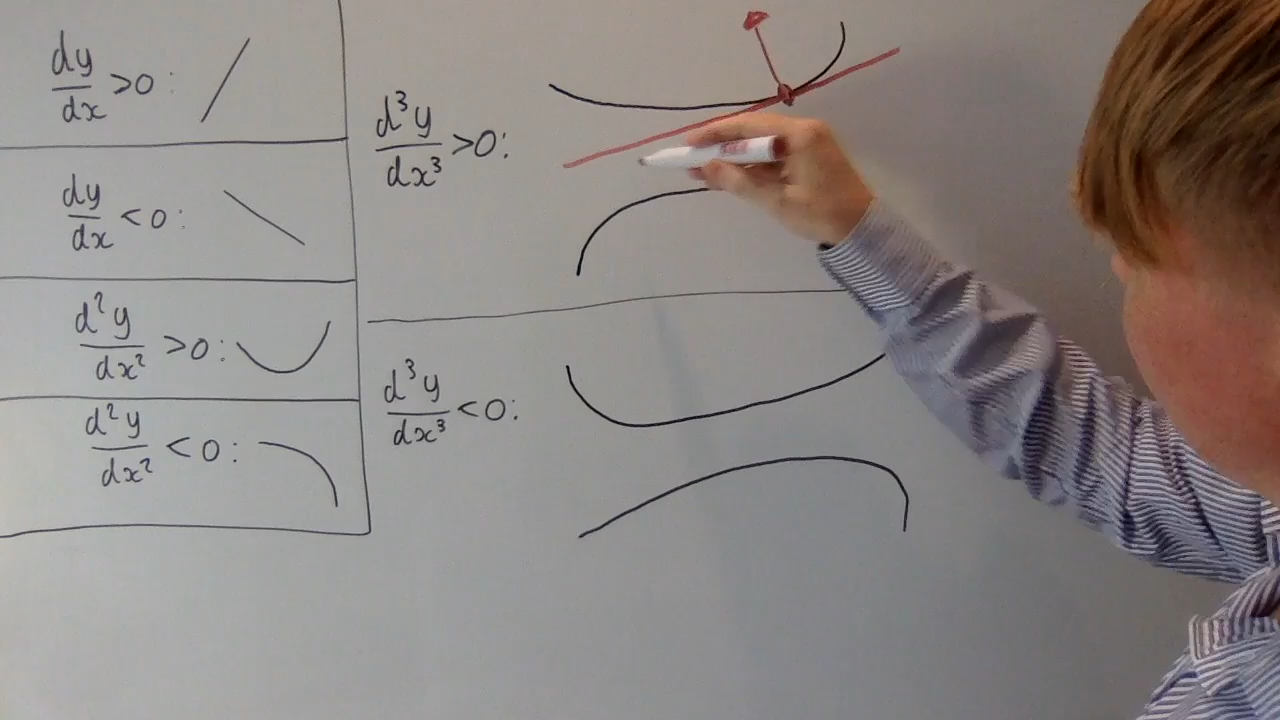 dy/dx >0:
dy/dx <0:
d²y/dx² >0:
d²y/dx² <0:
d³y/dx³ >0:
d³y/dx³ <0: